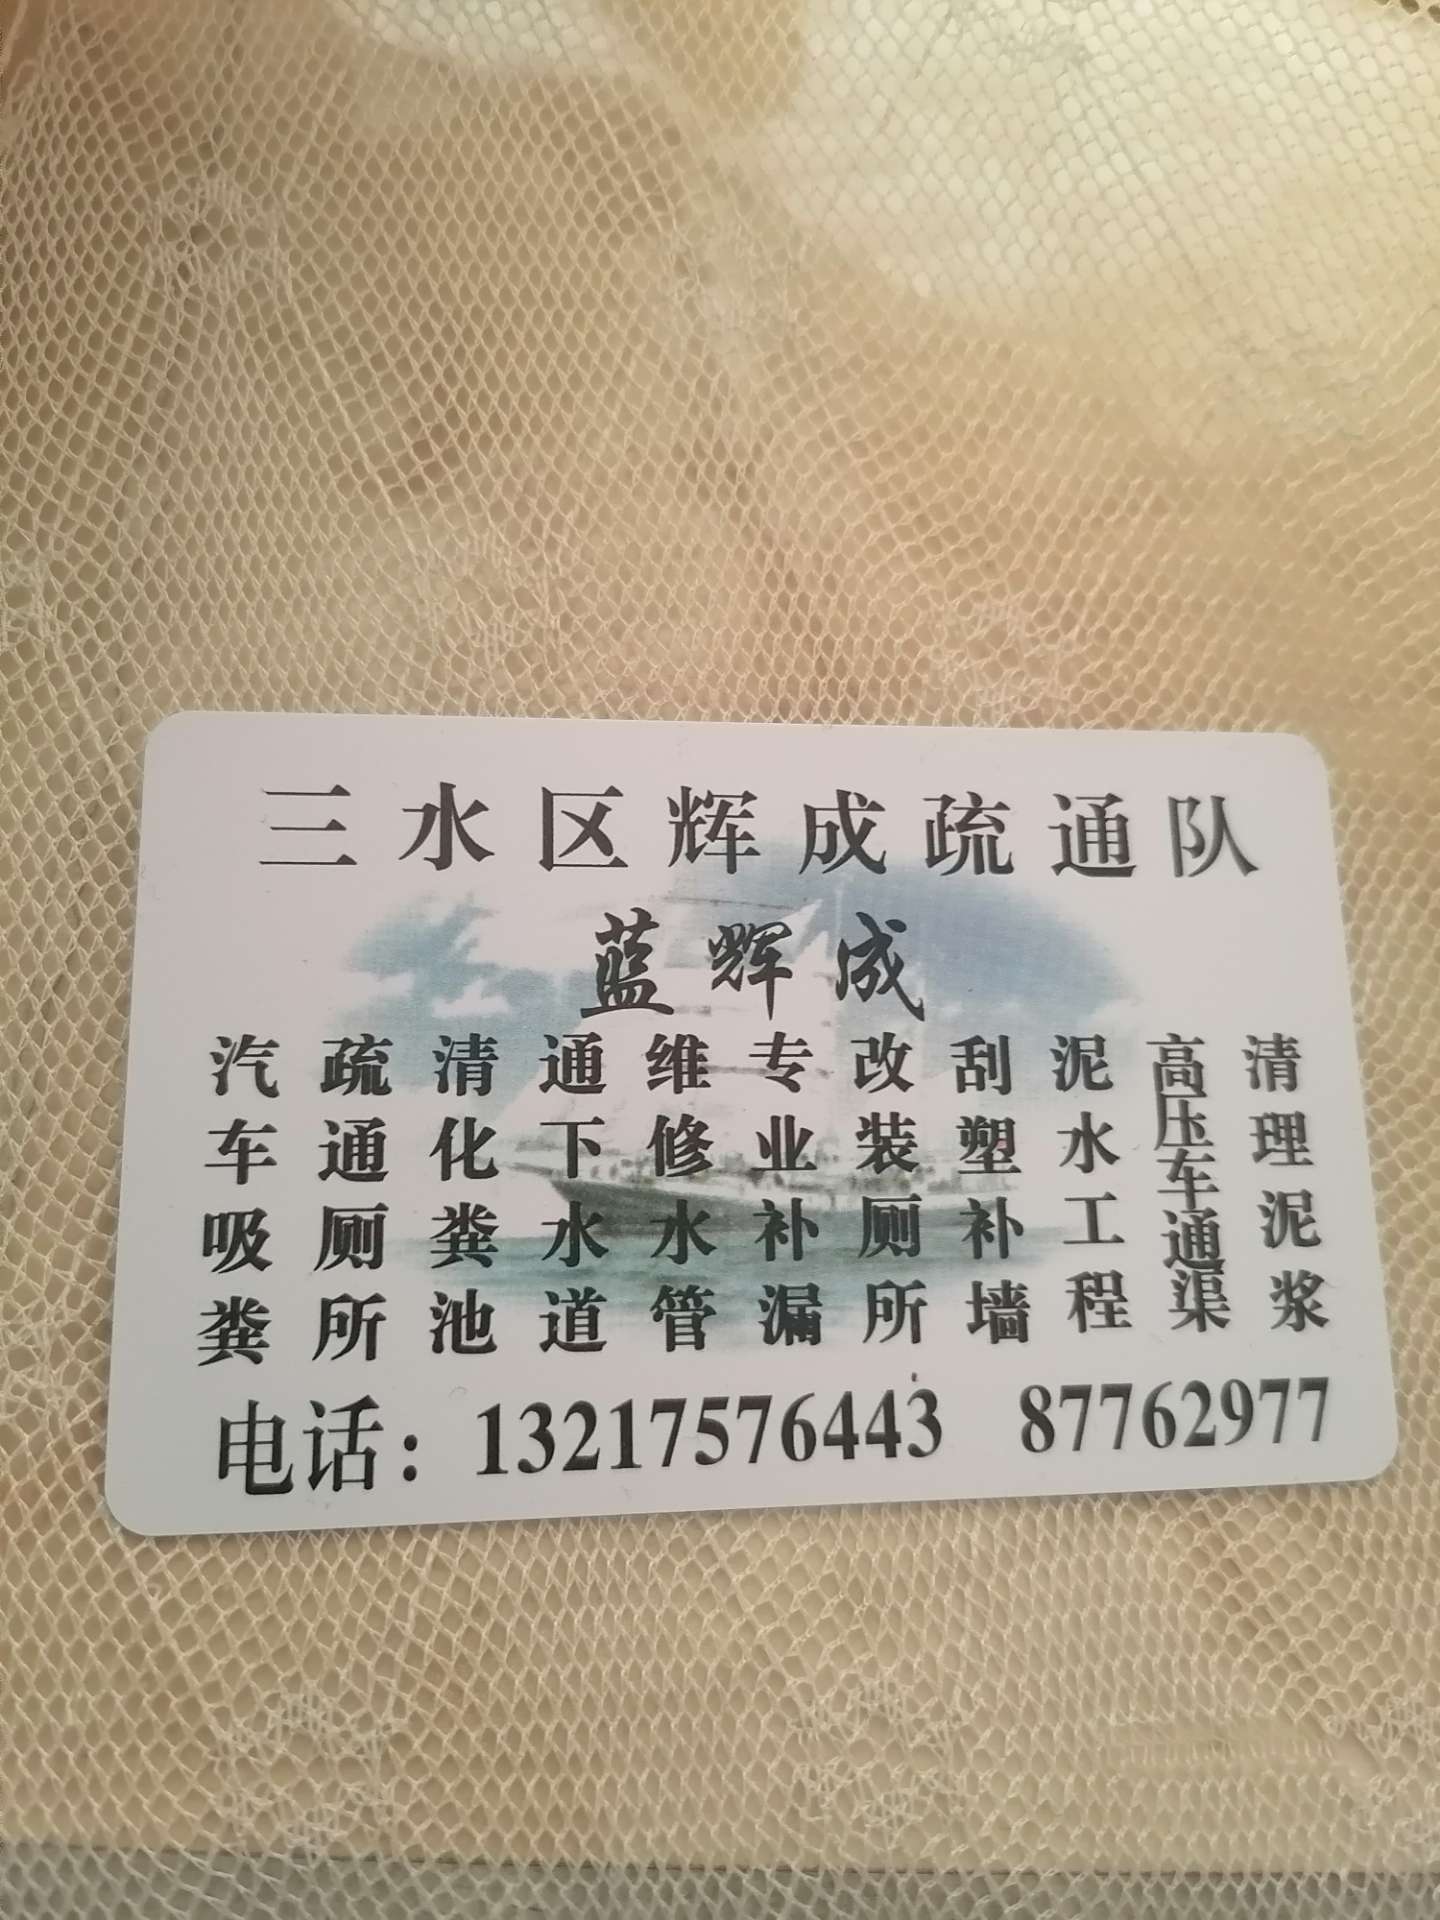 三水区辉成疏通队
蓝辉成
汽车吸粪
疏通厕所
清化粪池
通下水道
维修水管
专业补漏
改装厕所
刮塑补墙
泥水工程
高压车通渠
清理泥浆
电话：13217576443 87762977